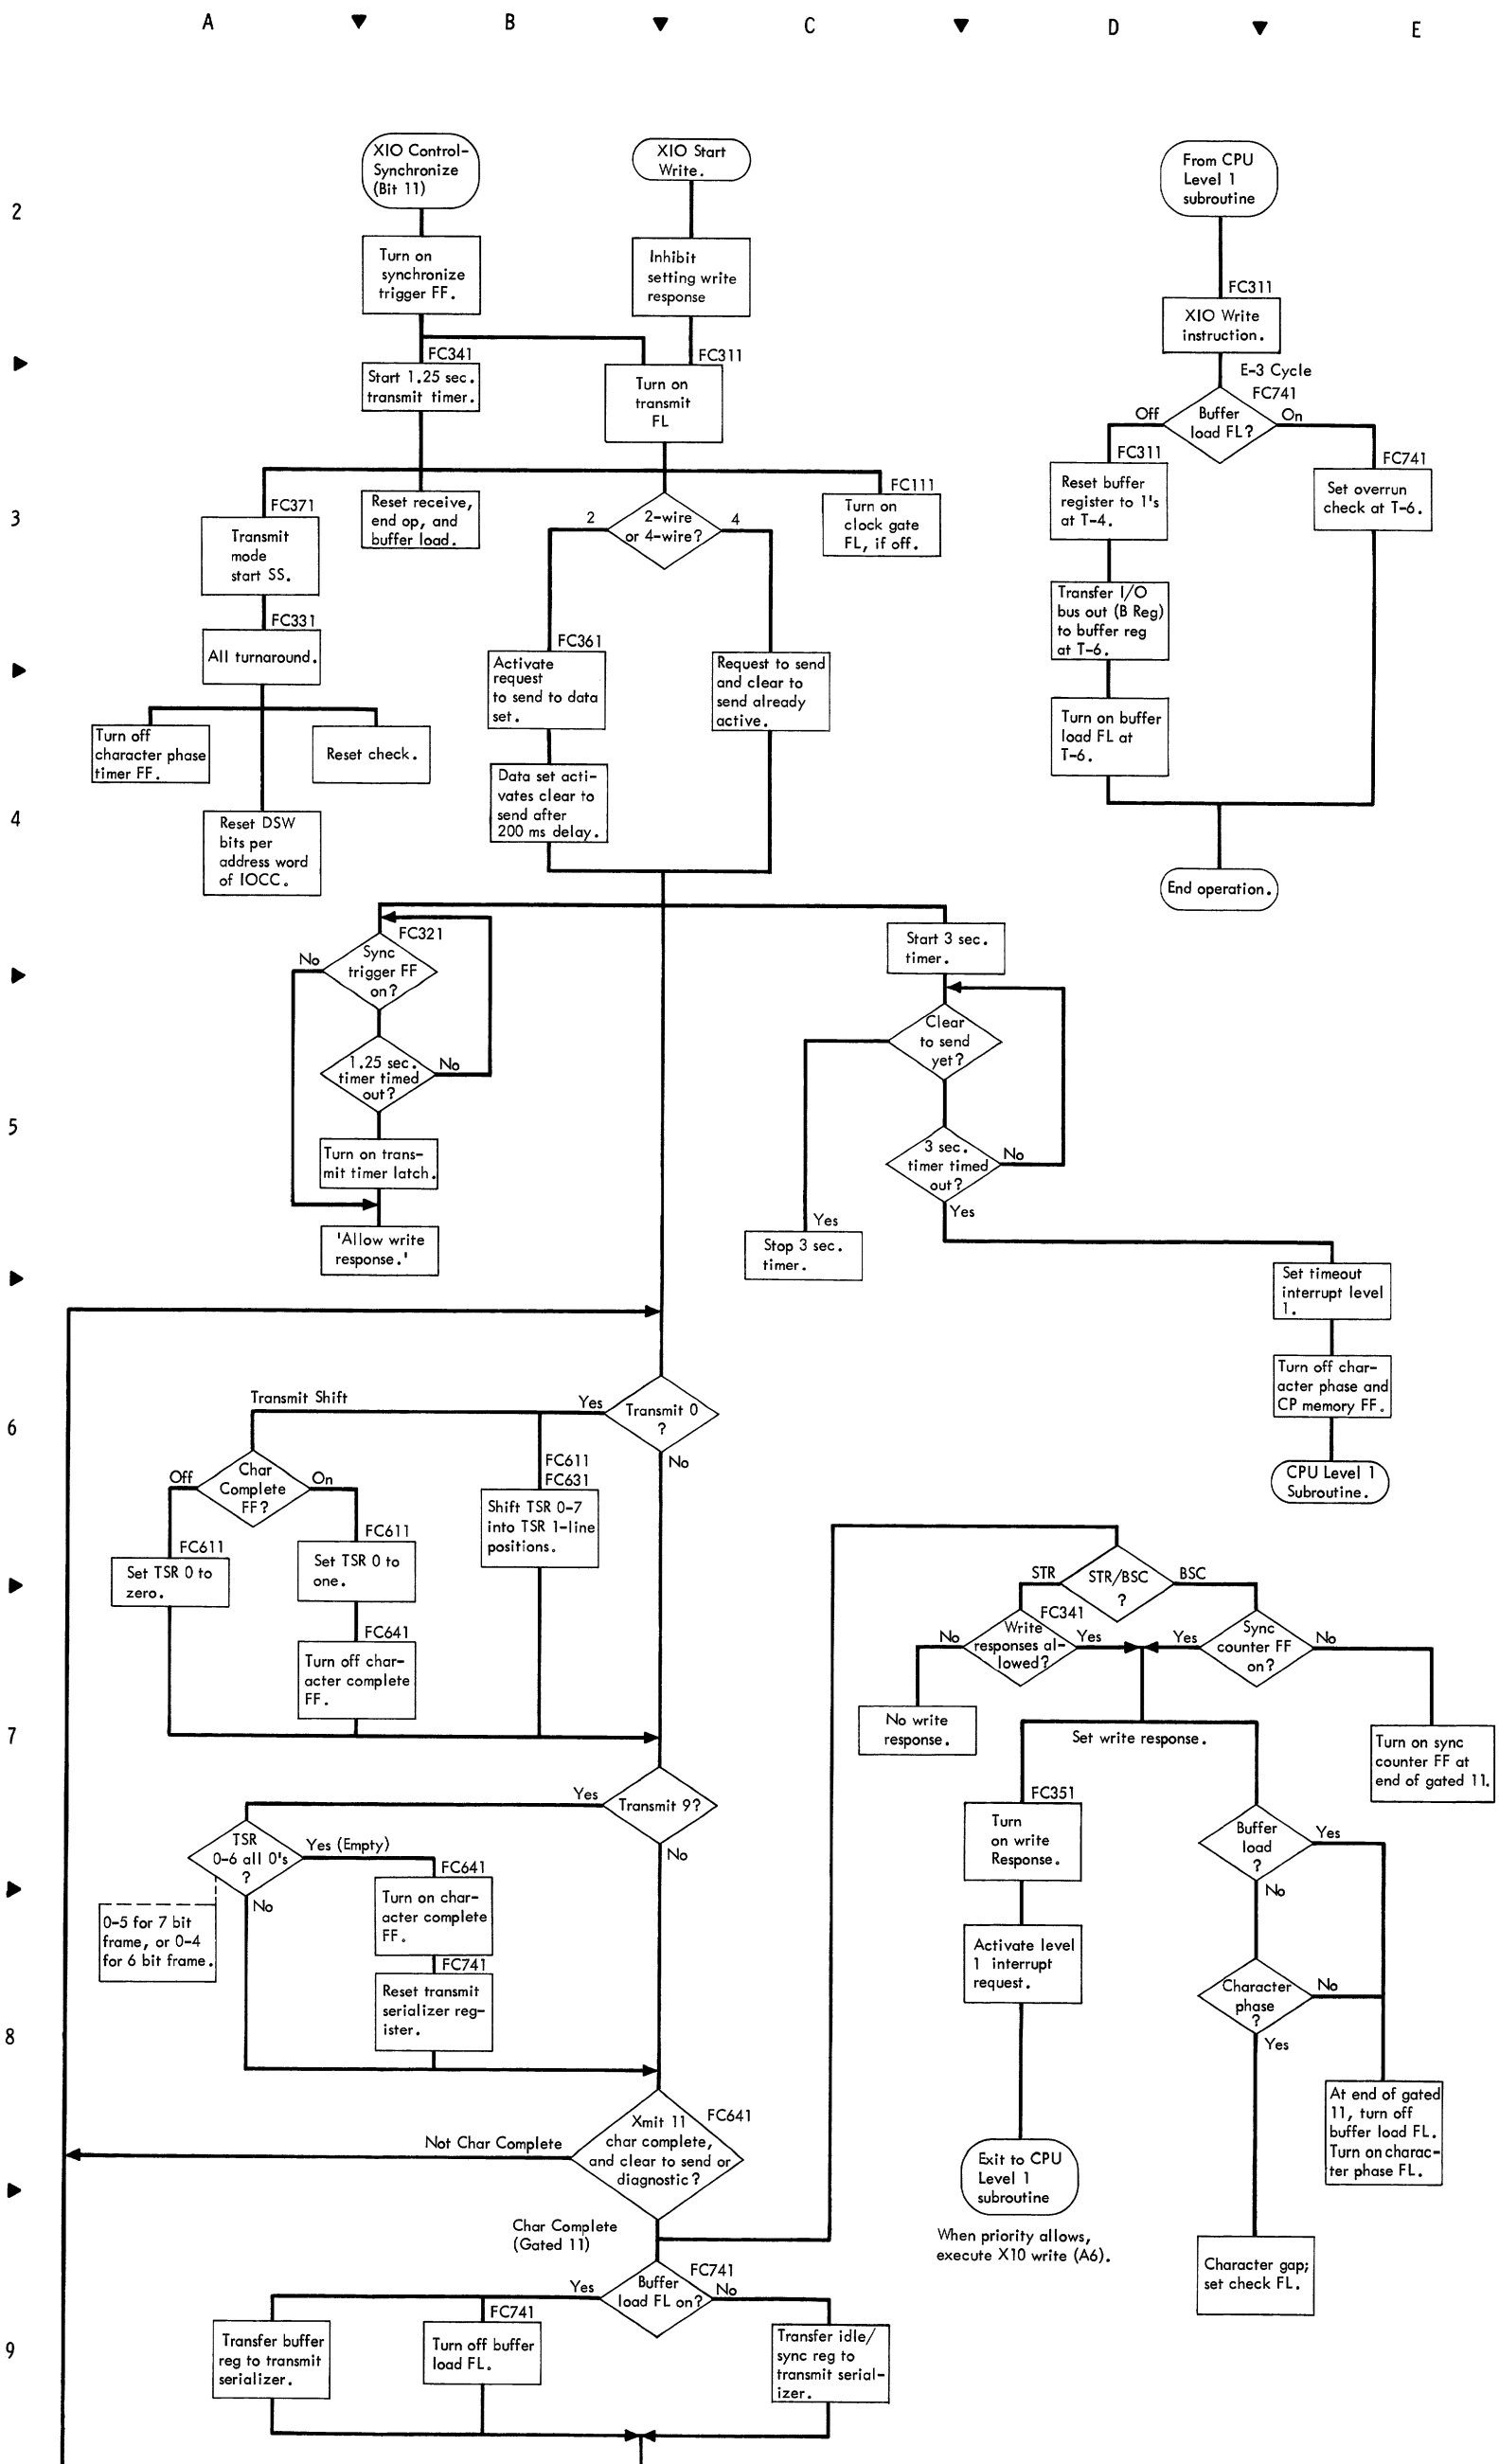 A
B
C
D
E
XIO Control-
Synchronize
(Bit 11)
XIO Start
Write.
From CPU
Level 1
subroutine
2
Turn on
synchronize
trigger FF.
Inhibit
setting write
response
FC311
XIO Write
instruction.
FC341
Start 1.25 sec.
transmit timer.
FC311
Turn on
transmit
FL
E-3 Cycle
FC741
Buffer
load FL?
Off
On
3
FC371
Transmit
mode
start SS.
Reset receive,
end op, and
buffer load.
2
2-wire
or 4-wire?
4
FC111
Turn on
clock gate
FL, if off.
FC311
Reset buffer
register to 1's
at T-4.
FC741
Set overrun
check at T-6.
FC331
All turnaround.
FC361
Activate
request
to send to data
set.
Request to send
and clear to
send already
active.
Transfer I/O
bus out (B Reg)
to buffer reg
at T-6.
Turn off
character phase
timer FF.
Reset check.
Turn on buffer
load FL at
T-6.
4
Reset DSW
bits per
address word
of IOCC.
Data set acti-
vates clear to
send after
200 ms delay.
End operation.
FC321
No
Sync
trigger FF
on?
Start 3 sec.
timer.
Clear
to send
yet?
1.25 sec.
timer timed
out?
No
5
Turn on trans-
mit timer latch.
3 sec.
timer timed
out?
No
Yes
Yes
'Allow write
response.'
Stop 3 sec.
timer.
Set timeout
interrupt level
1.
Turn off char-
acter phase and
CP memory FF.
CPU Level 1
Subroutine.
6
Transmit Shift
Yes
Transmit 0
?
No
Off
Char
Complete
FF?
On
FC611
FC631
Shift TSR 0-7
into TSR 1-line
positions.
FC611
Set TSR 0 to
zero.
FC611
Set TSR 0 to
one.
FC641
Turn off char-
acter complete
FF.
STR
STR/BSC
?
BSC
FC341
No
Write
responses al-
lowed?
Yes
Yes
Sync
counter FF
on?
No
7
No write
response.
Set write response.
Turn on sync
counter FF at
end of gated 11.
Yes
Transmit 9?
No
TSR
0-6 all 0's
?
Yes (Empty)
No
0-5 for 7 bit
frame, or 0-4
for 6 bit frame.
FC641
Turn on char-
acter complete
FF.
FC741
Reset transmit
serializer reg-
ister.
FC351
Turn
on write
Response.
Activate level
1 interrupt
request.
Buffer
load
?
Yes
No
Character
phase
?
No
Yes
8
Not Char Complete
FC641
Xmit 11
char complete,
and clear to send or
diagnostic?
Exit to CPU
Level 1
subroutine
At end of gated
11, turn off
buffer load FL.
Turn on charac-
ter phase FL.
Char Complete
(Gated 11)
When priority allows,
execute X10 write (A6).
Character gap;
set check FL.
9
Yes
FC741
Buffer
load FL on?
No
Transfer buffer
reg to transmit
serializer.
FC741
Turn off buffer
load FL.
Transfer idle/
sync reg to
transmit serial-
izer.